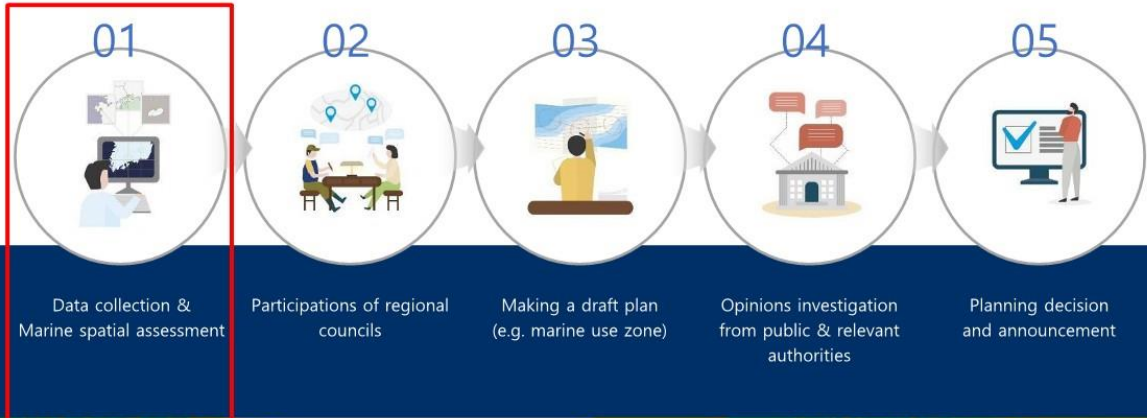 01
Data collection &
Marine spatial assessment
02
Participations of regional
councils
03
Making a draft plan
(e.g. marine use zone)
04
Opinions investigation
from public & relevant
authorities
05
Planning decision
and announcement